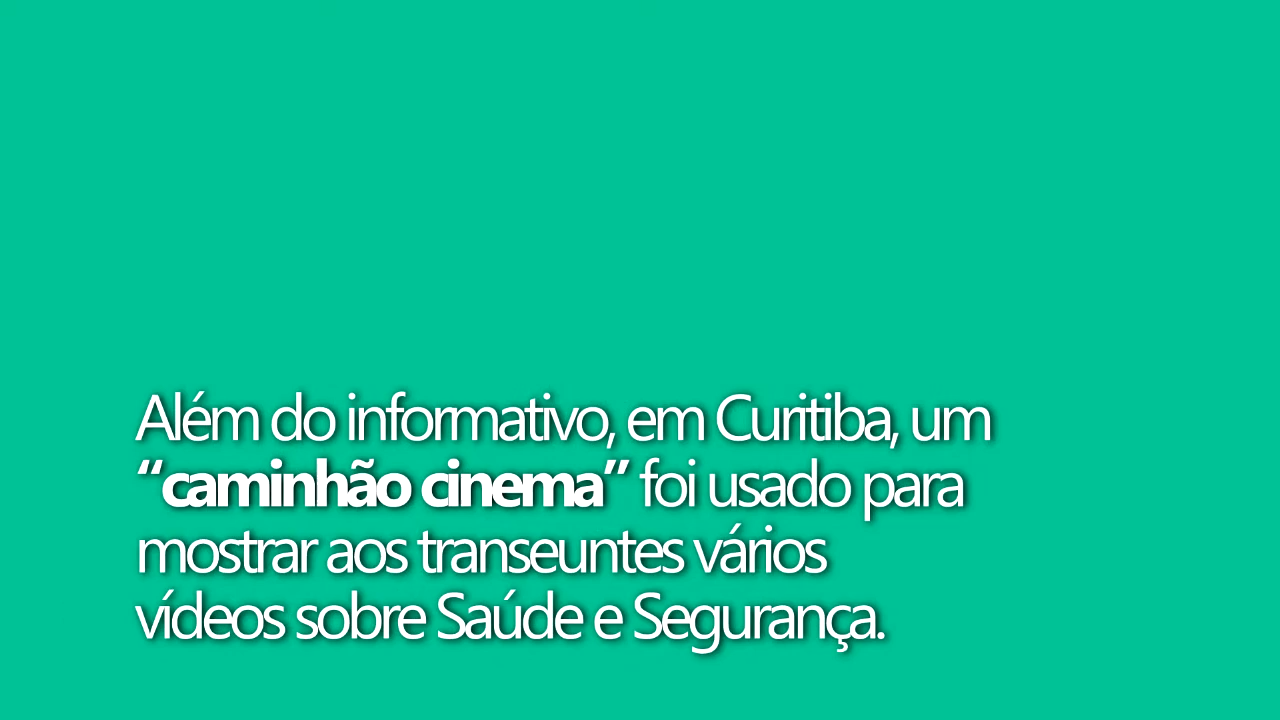 Além do informativo, em Curitiba, um
“caminhão cinema” foi usado para
mostrar aos transeuntes vários
vídeos sobre Saúde e Segurança.